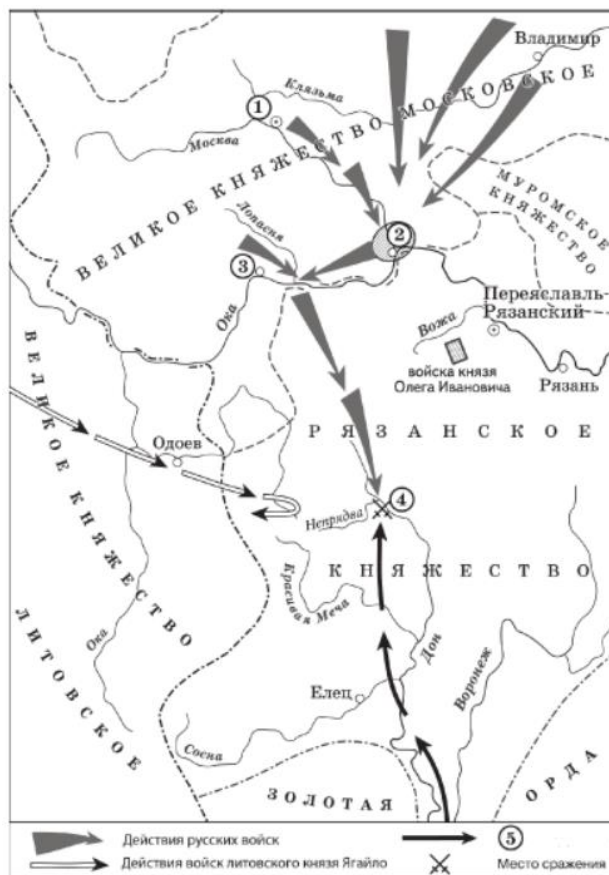 Владимир
Клязьма
1
Москва
ВЕЛИКОЕ КНЯЖЕСТВО МОСКОВСКОЕ
МУРОМСКОЕ
КНЯЖЕСТВО
Лопасня
2
3
Ока
Переяславль-
Рязанский
Вожа
войска князя
Олега Ивановича
Рязань
ВЕЛИКОЕ КНЯЖЕСТВО
ЛИТОВСКОЕ
Одоев
РЯЗАНСКОЕ
4
Непрядва
КНЯЖЕСТВО
Красивая Меча
Ока
Дон
Воронеж
Елец
Сосна
ЗОЛОТАЯ
ОРДА
Действия русских войск
5
Действия войск литовского князя Ягайло
Место сражения